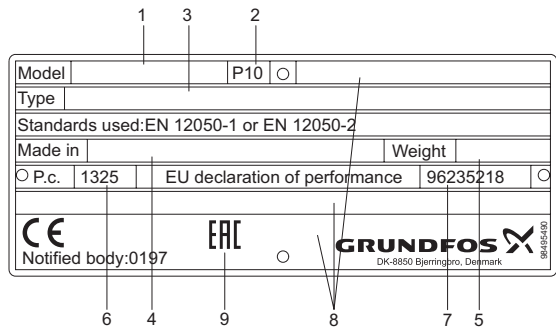 1 3 2
Model P10
Type
Standards used:EN 12050-1 or EN 12050-2
Made in Weight
P.c. 1325 EU declaration of performance 96235218
CE EAC
Notified body:0197
GRUNDFOS
DK-8850 Bjerringbro, Denmark
98495490
6 4 9 8 7 5